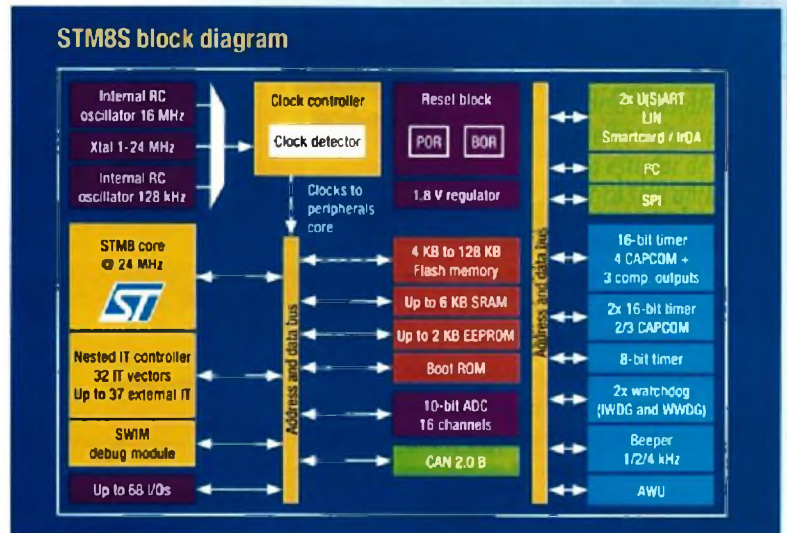 STM8S block diagram
Internal RC
oscillator 16 MHz
Xtal 1-24 MHz
Internal RC
oscillator 128 kHz
Clock controller
Clock detector
Clocks to
peripherals
core
Reset block
POR
BOR
1.8 V regulator
2x U(S)ART
LIN
Smartcard / IrDA
I²C
SPI
STM8 core
@ 24 MHz
ST
Nested IT controller
32 IT vectors
Up to 37 external IT
SWIM
debug module
Up to 68 I/Os
Address and data bus
4 KB to 128 KB
Flash memory
Up to 6 KB SRAM
Up to 2 KB EEPROM
Boot ROM
10-bit ADC
16 channels
CAN 2.0 B
Address and data bus
16-bit timer
4 CAPCOM +
3 comp. outputs
2x 16-bit timer
2/3 CAPCOM
8-bit timer
2x watchdog
(IWDG and WWDG)
Beeper
1/2/4 kHz
AWU